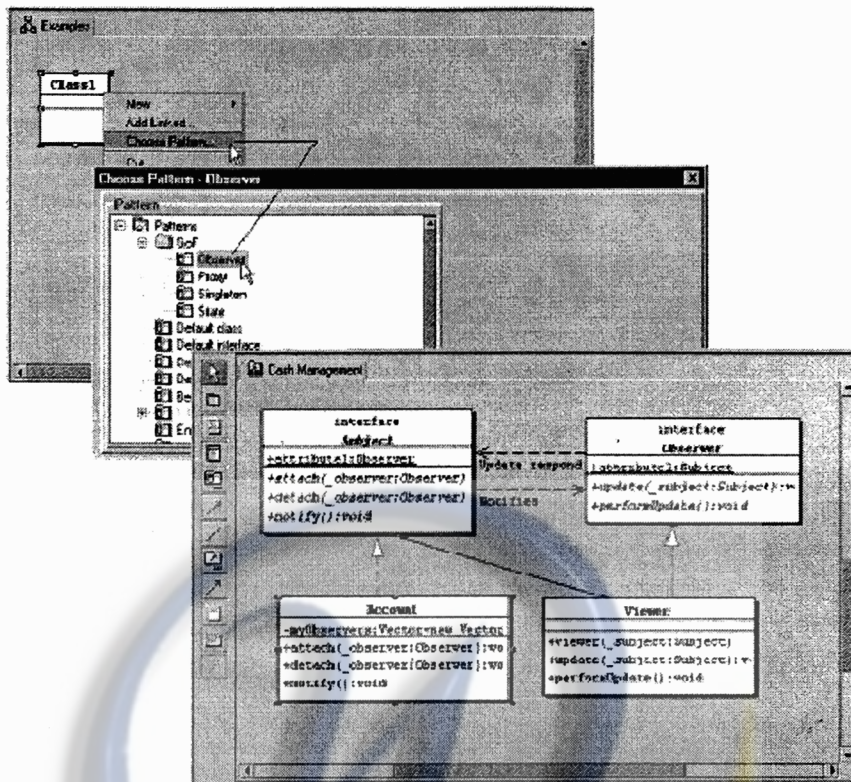 Examples
Class1
New
Add Linked...
Choose Pattern...
Cut
Choose Pattern - Observer
Pattern
Patterns
GoF
Observer
Proxy
Singleton
State
Default class
Default interface
Cash Management
interface
Subject
+attribute1:Observer
+attach(_observer:Observer)
+detach(_observer:Observer)
+notify():void
Update respond
Notifies
interface
Observer
+attribute1:Subject
+update(_subject:Subject):v
+performUpdate():void
Account
-myObservers:Vector=new Vector
+attach(_observer:Observer):vo
+detach(_observer:Observer):vo
+notify():void
Viewer
+viewer(_subject:Subject)
+update(_subject:Subject):v
+performUpdate():void